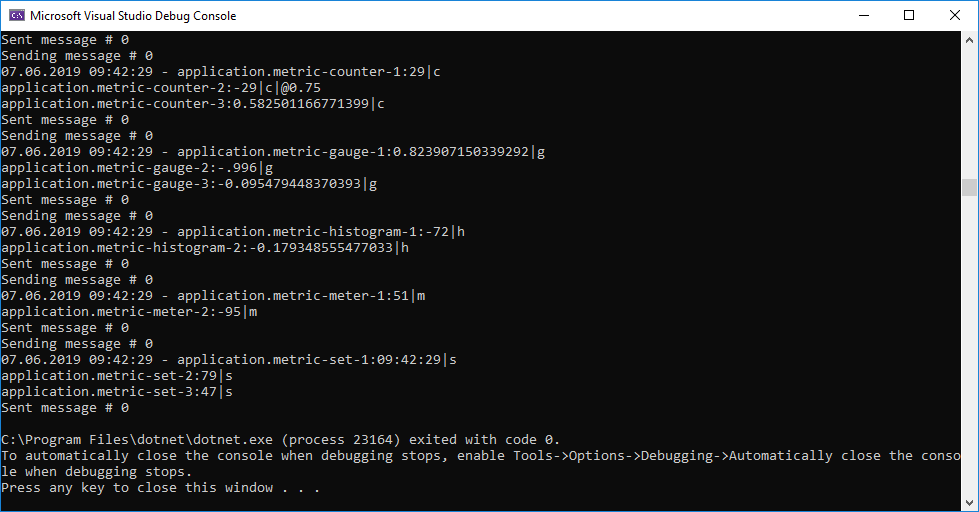 Microsoft Visual Studio Debug Console
Sent message # 0
Sending message # 0
07.06.2019 09:42:29 - application.metric-counter-1:29|c
application.metric-counter-2:-29|c|@0.75
application.metric-counter-3:0.582501166771399|c
Sent message # 0
Sending message # 0
07.06.2019 09:42:29 - application.metric-gauge-1:0.823907150339292|g
application.metric-gauge-2:-.996|g
application.metric-gauge-3:-0.095479448370393|g
Sent message # 0
Sending message # 0
07.06.2019 09:42:29 - application.metric-histogram-1:-72|h
application.metric-histogram-2:-0.179348555477033|h
Sent message # 0
Sending message # 0
07.06.2019 09:42:29 - application.metric-meter-1:51|m
application.metric-meter-2:-95|m
Sent message # 0
Sending message # 0
07.06.2019 09:42:29 - application.metric-set-1:09:42:29|s
application.metric-set-2:79|s
application.metric-set-3:47|s
Sent message # 0
C:\Program Files\dotnet\dotnet.exe (process 23164) exited with code 0.
To automatically close the console when debugging stops, enable Tools->Options->Debugging->Automatically close the conso
le when debugging stops.
Press any key to close this window . . .